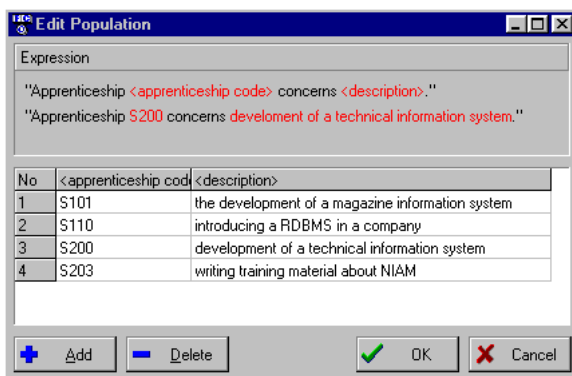 Edit Population
Expression
"Apprenticeship <apprenticeship code> concerns <description>."
"Apprenticeship S200 concerns develoment of a technical information system."
No <apprenticeship code <description>
1 S101 the development of a magazine information system
2 S110 introducing a RDBMS in a company
3 S200 development of a technical information system
4 S203 writing training material about NIAM
Add Delete OK Cancel